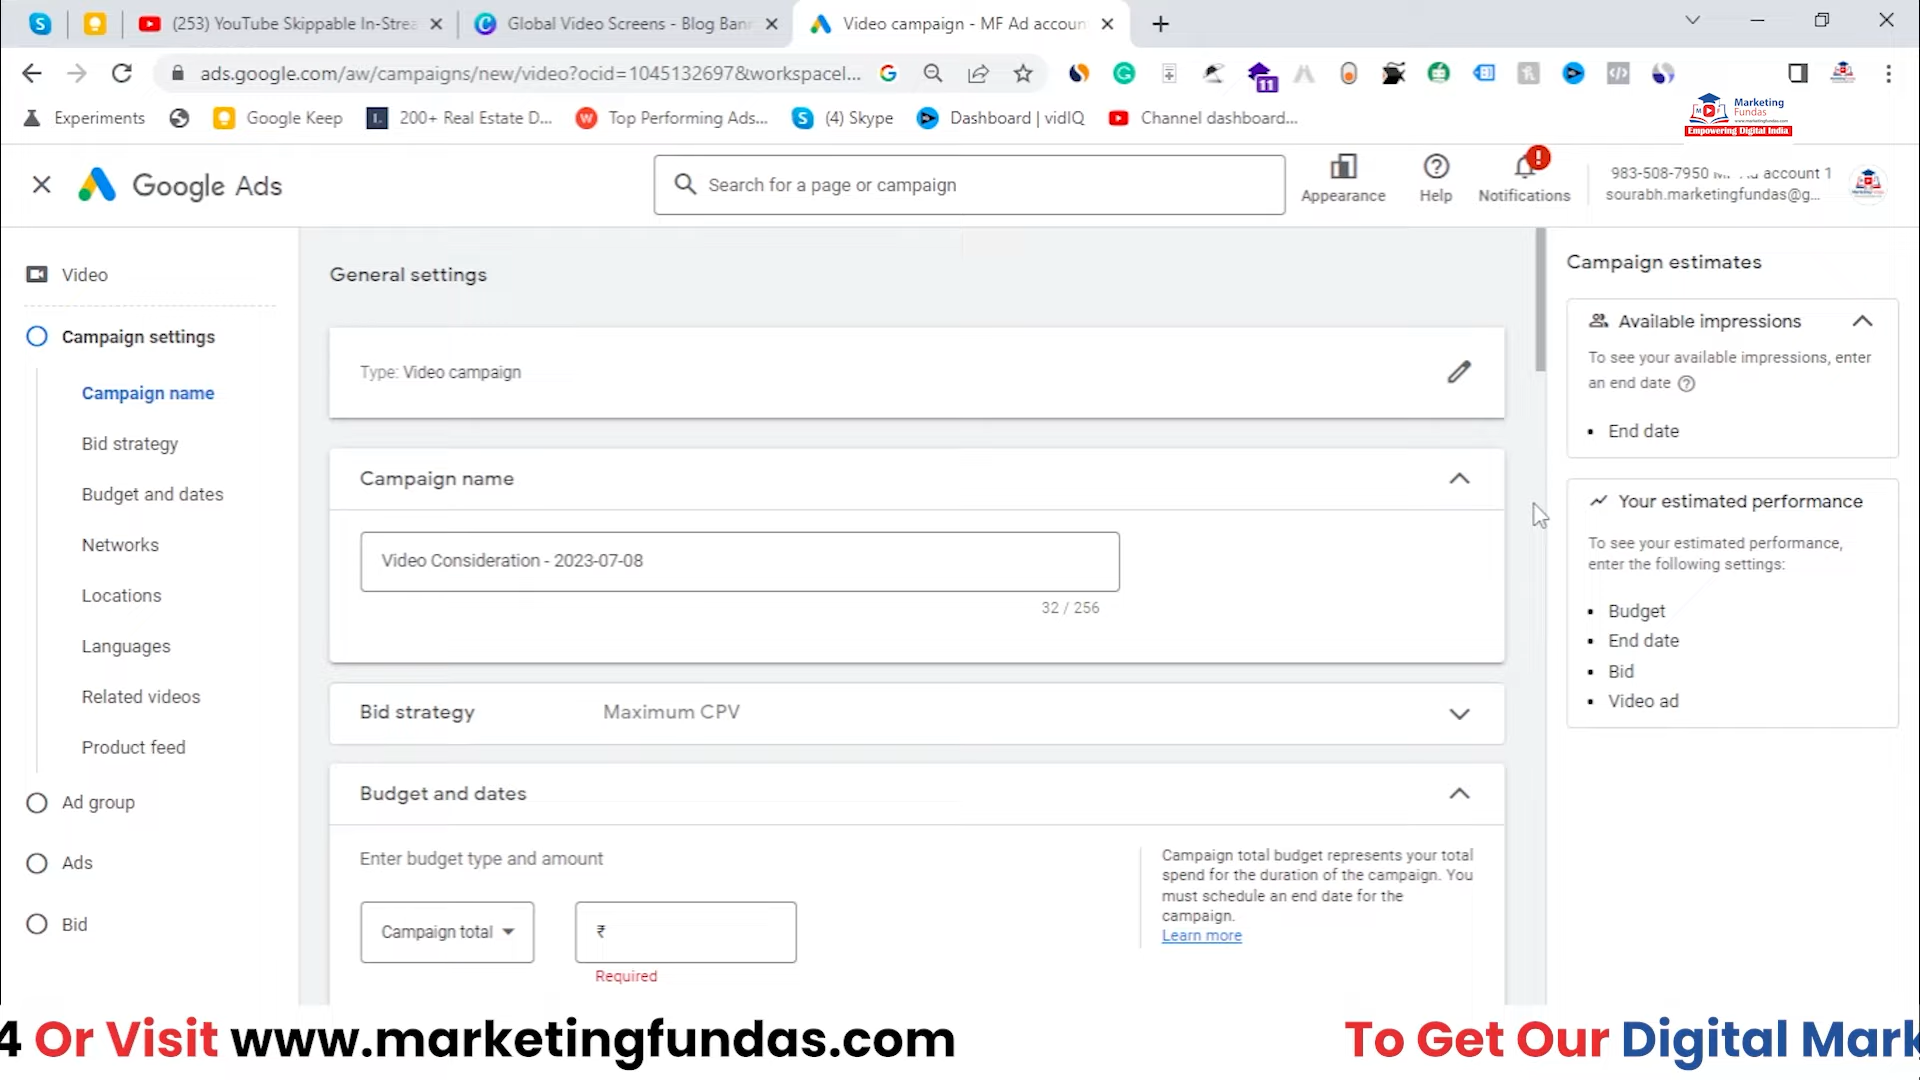 (253) YouTube Skippable In-Strea
Global Video Screens - Blog Bann
Video campaign - MF Ad accoun
ads.google.com/aw/campaigns/new/video?ocid=1045132697&workspacel...
11
Experiments
Google Keep
200+ Real Estate D...
Top Performing Ads...
(4) Skype
Dashboard | vidIQ
Channel dashboard...
Marketing
Fundas
www.marketingfundas.com
Empowering Digital India
Google Ads
Search for a page or campaign
Appearance
Help
Notifications
983-508-7950
Ad account 1
sourabh.marketingfundas@g...
Video
Campaign settings
Campaign name
Bid strategy
Budget and dates
Networks
Locations
Languages
Related videos
Product feed
Ad group
Ads
Bid
General settings
Type: Video campaign
Campaign name
Video Consideration - 2023-07-08
32 / 256
Bid strategy
Maximum CPV
Budget and dates
Enter budget type and amount
Campaign total
₹
Required
Campaign total budget represents your total
spend for the duration of the campaign. You
must schedule an end date for the
campaign.
Learn more
Campaign estimates
Available impressions
To see your available impressions, enter
an end date
• End date
Your estimated performance
To see your estimated performance,
enter the following settings:
• Budget
• End date
• Bid
• Video ad
4 Or Visit www.marketingfundas.com
To Get Our Digital Mark